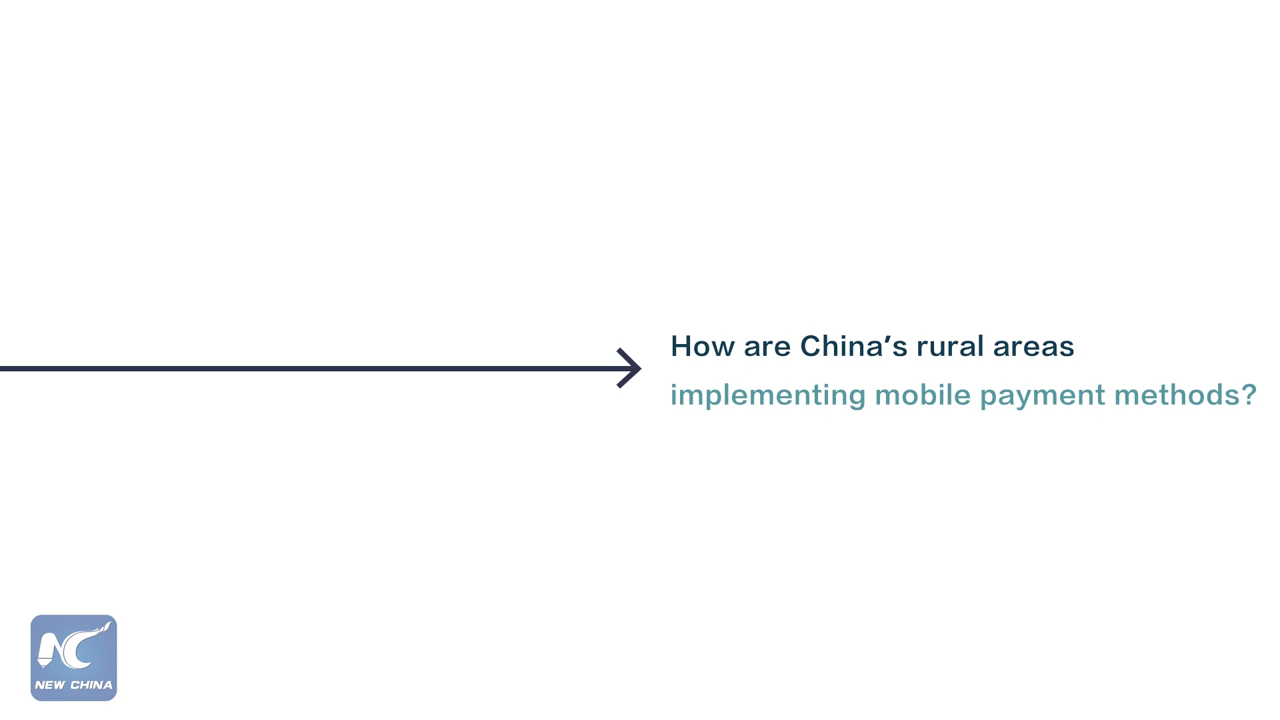 How are China's rural areas
implementing mobile payment methods?
NEW CHINA